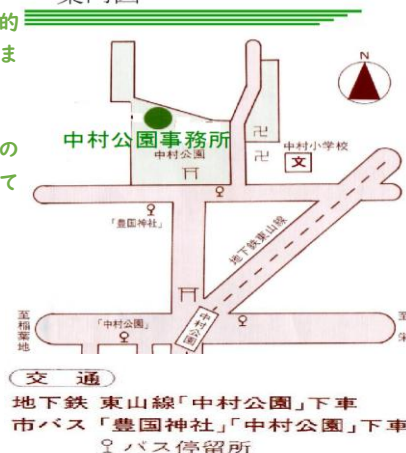 的
ま
の
て
N
中村公園事務所
中村公園
中村小学校
文
「豊国神社」
地下鉄東山線
至稲葉地
「中村公園」
中村公園
至
交 通
地下鉄 東山線「中村公園」下車
市バス 「豊国神社」「中村公園」下車
バス停留所